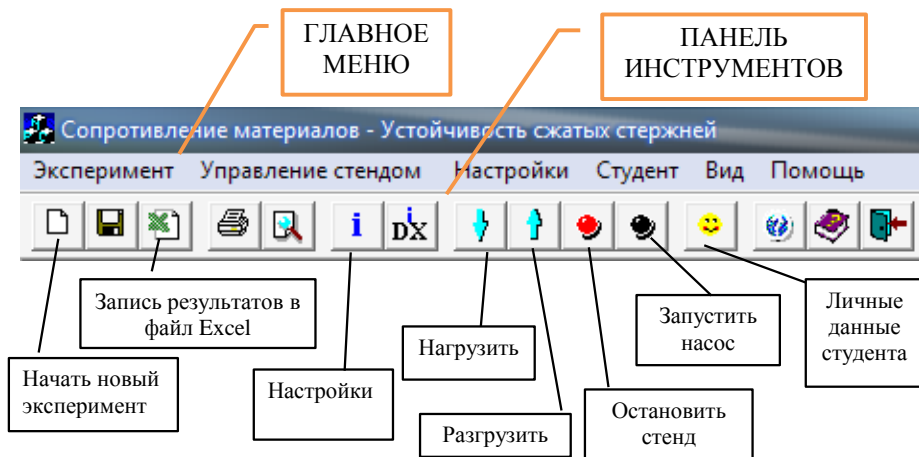 ГЛАВНОЕ
МЕНЮ
ПАНЕЛЬ
ИНСТРУМЕНТОВ
Сопротивление материалов - Устойчивость сжатых стержней
Эксперимент Управление стендом Настройки Студент Вид Помощь
i
i
DX
Запись результатов в
файл Excel
Начать новый
эксперимент
Настройки
Нагрузить
Разгрузить
Остановить
стенд
Запустить
насос
Личные
данные
студента